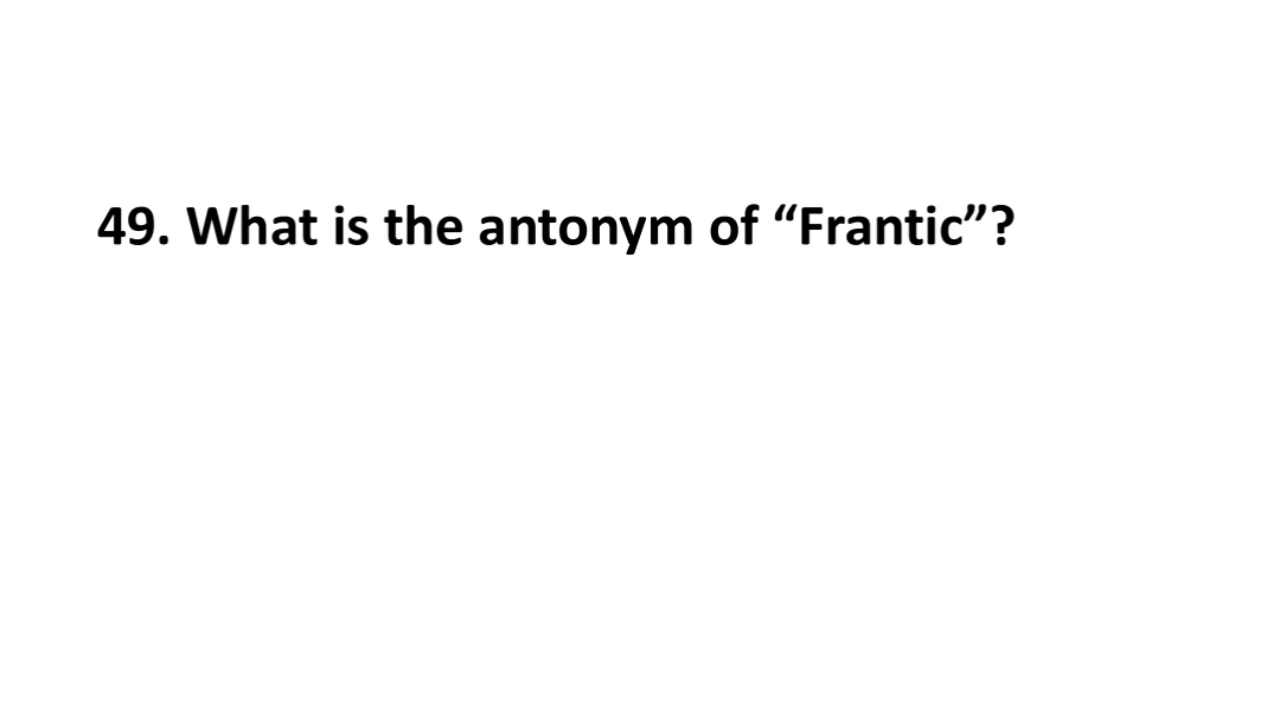 49. What is the antonym of “Frantic”?